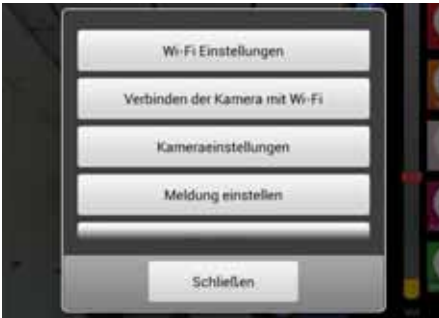 Wi-Fi Einstellungen
Verbinden der Kamera mit Wi-Fi
Kameraeinstellungen
Meldung einstellen
Schließen